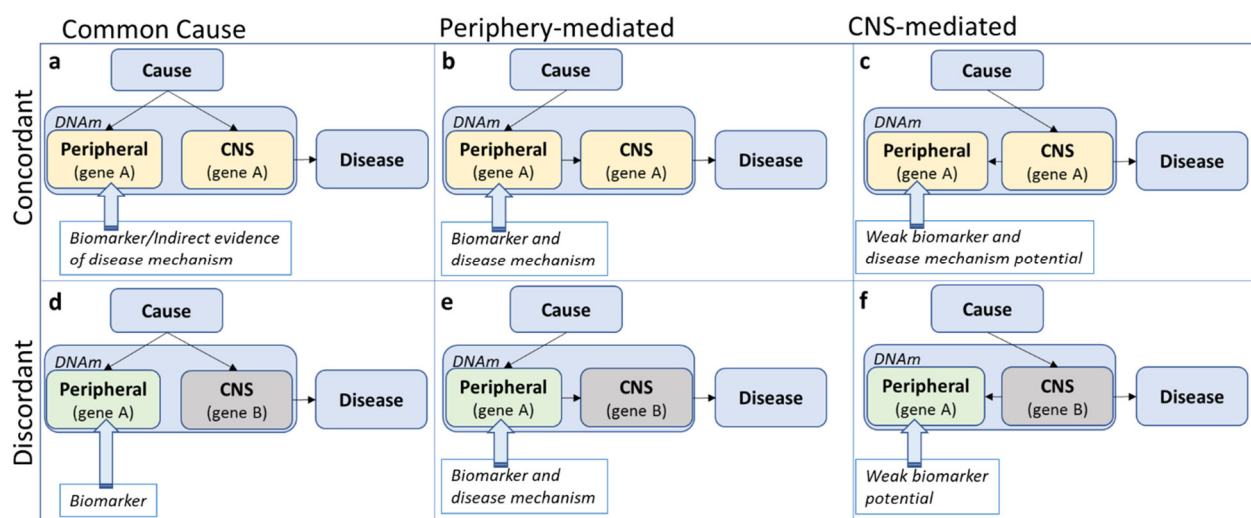 Common Cause
Periphery-mediated
CNS-mediated
Concordant
a
Cause
DNAm
Peripheral
(gene A)
CNS
(gene A)
Disease
Biomarker/Indirect evidence
of disease mechanism
b
Cause
DNAm
Peripheral
(gene A)
CNS
(gene A)
Disease
Biomarker and
disease mechanism
c
Cause
DNAm
Peripheral
(gene A)
CNS
(gene A)
Disease
Weak biomarker and
disease mechanism potential
Discordant
d
Cause
DNAm
Peripheral
(gene A)
CNS
(gene B)
Disease
Biomarker
e
Cause
DNAm
Peripheral
(gene A)
CNS
(gene B)
Disease
Biomarker and
disease mechanism
f
Cause
DNAm
Peripheral
(gene A)
CNS
(gene B)
Disease
Weak biomarker
potential